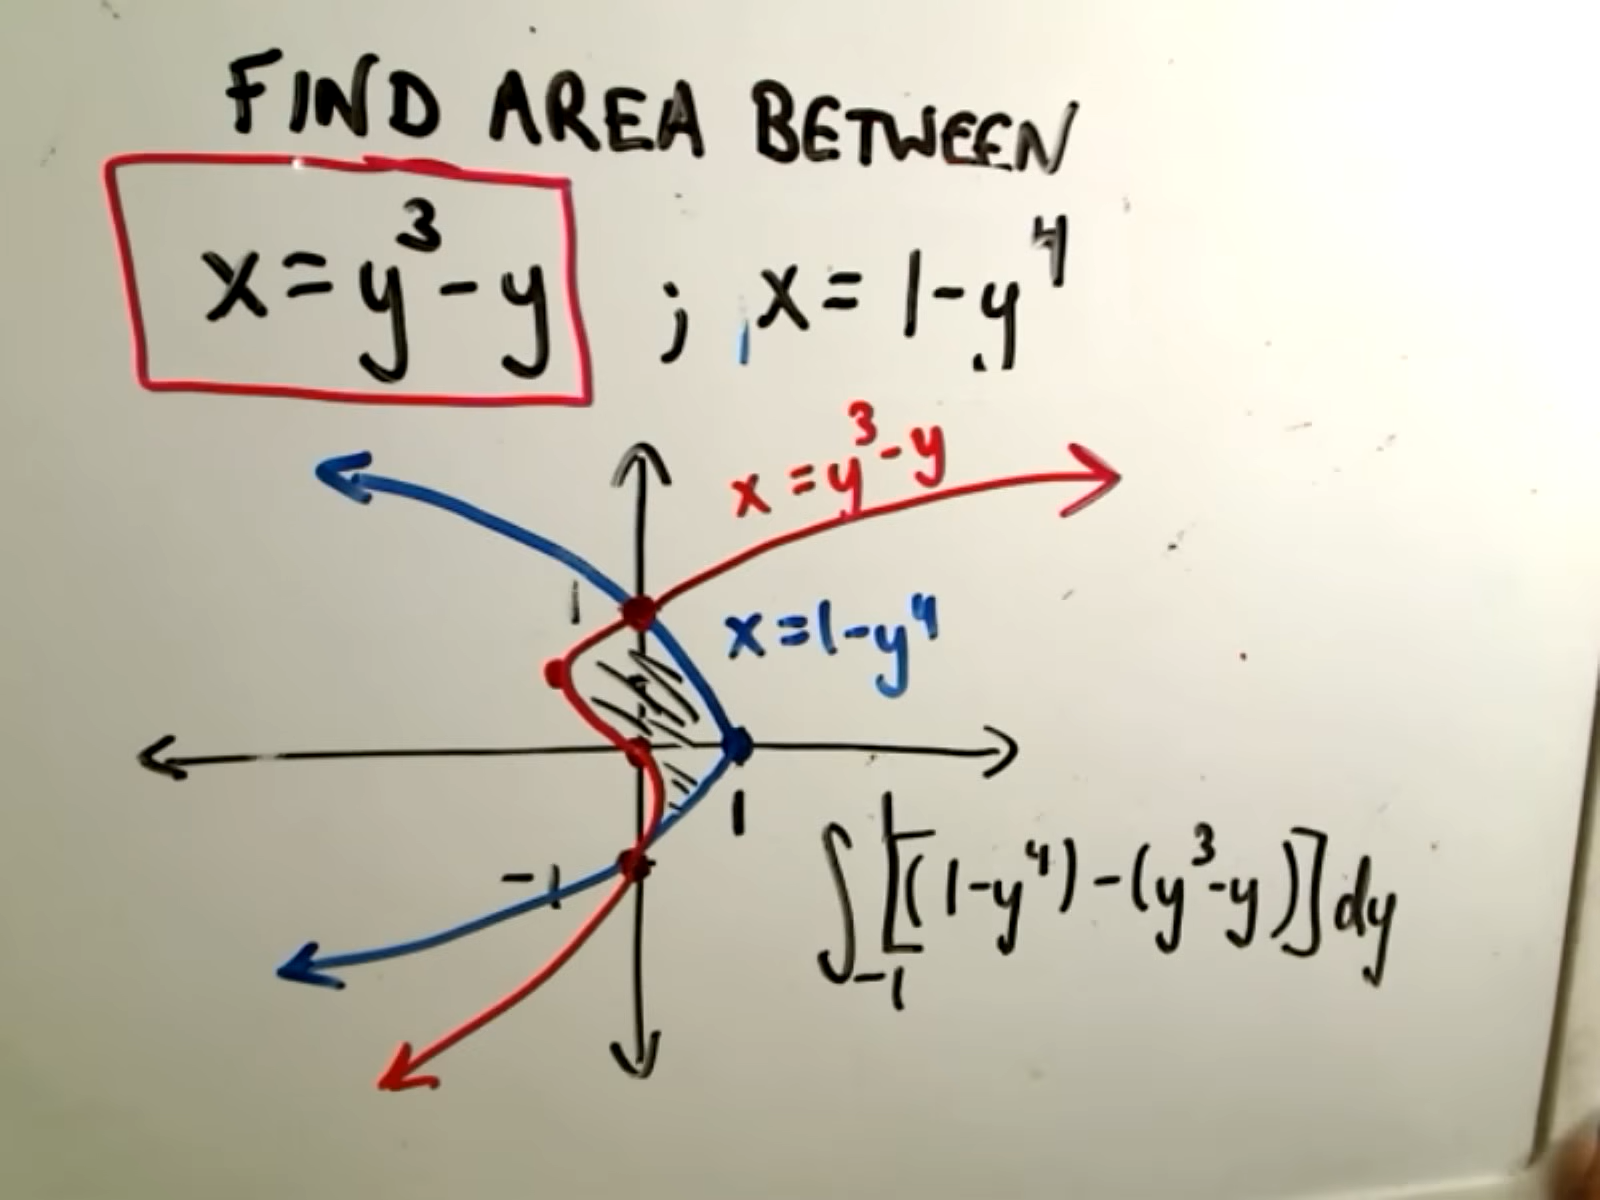 FIND AREA BETWEEN
x=y³-y ; x=1-y⁴
x=y³-y
1
x=1-y⁴
1
-1
∫₋₁¹[(1-y⁴)-(y³-y)]dy